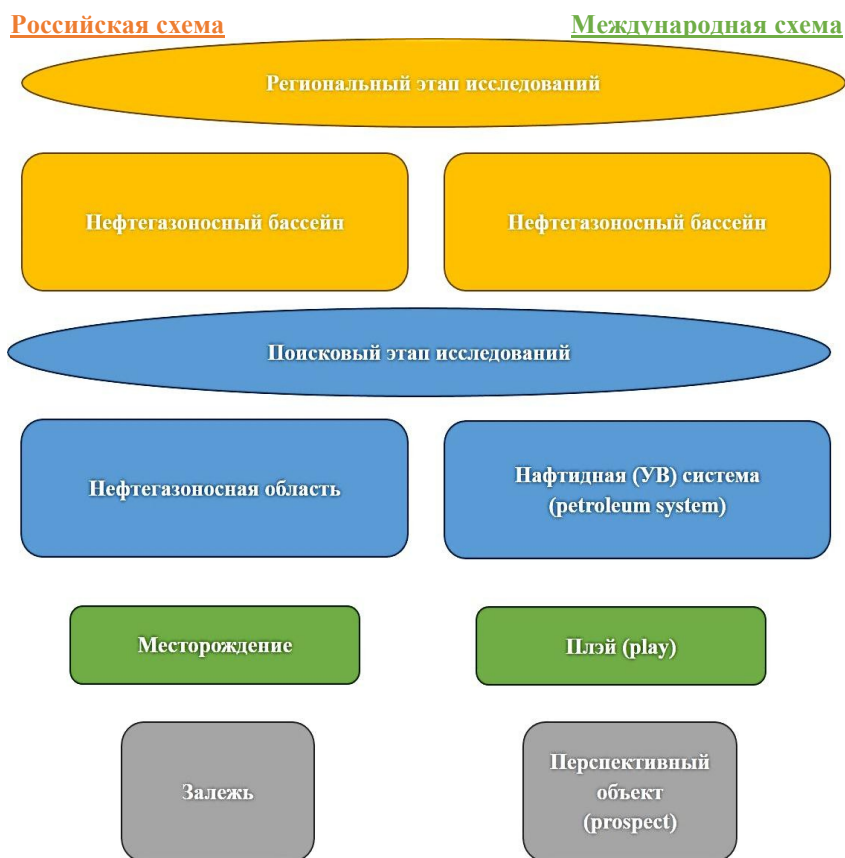 Российская схема
Международная схема
Региональный этап исследований
Нефтегазоносный бассейн
Нефтегазоносный бассейн
Поисковый этап исследований
Нефтегазоносная область
Нафтидная (УВ) система
(petroleum system)
Месторождение
Плэй (play)
Залежь
Перспективный
объект
(prospect)